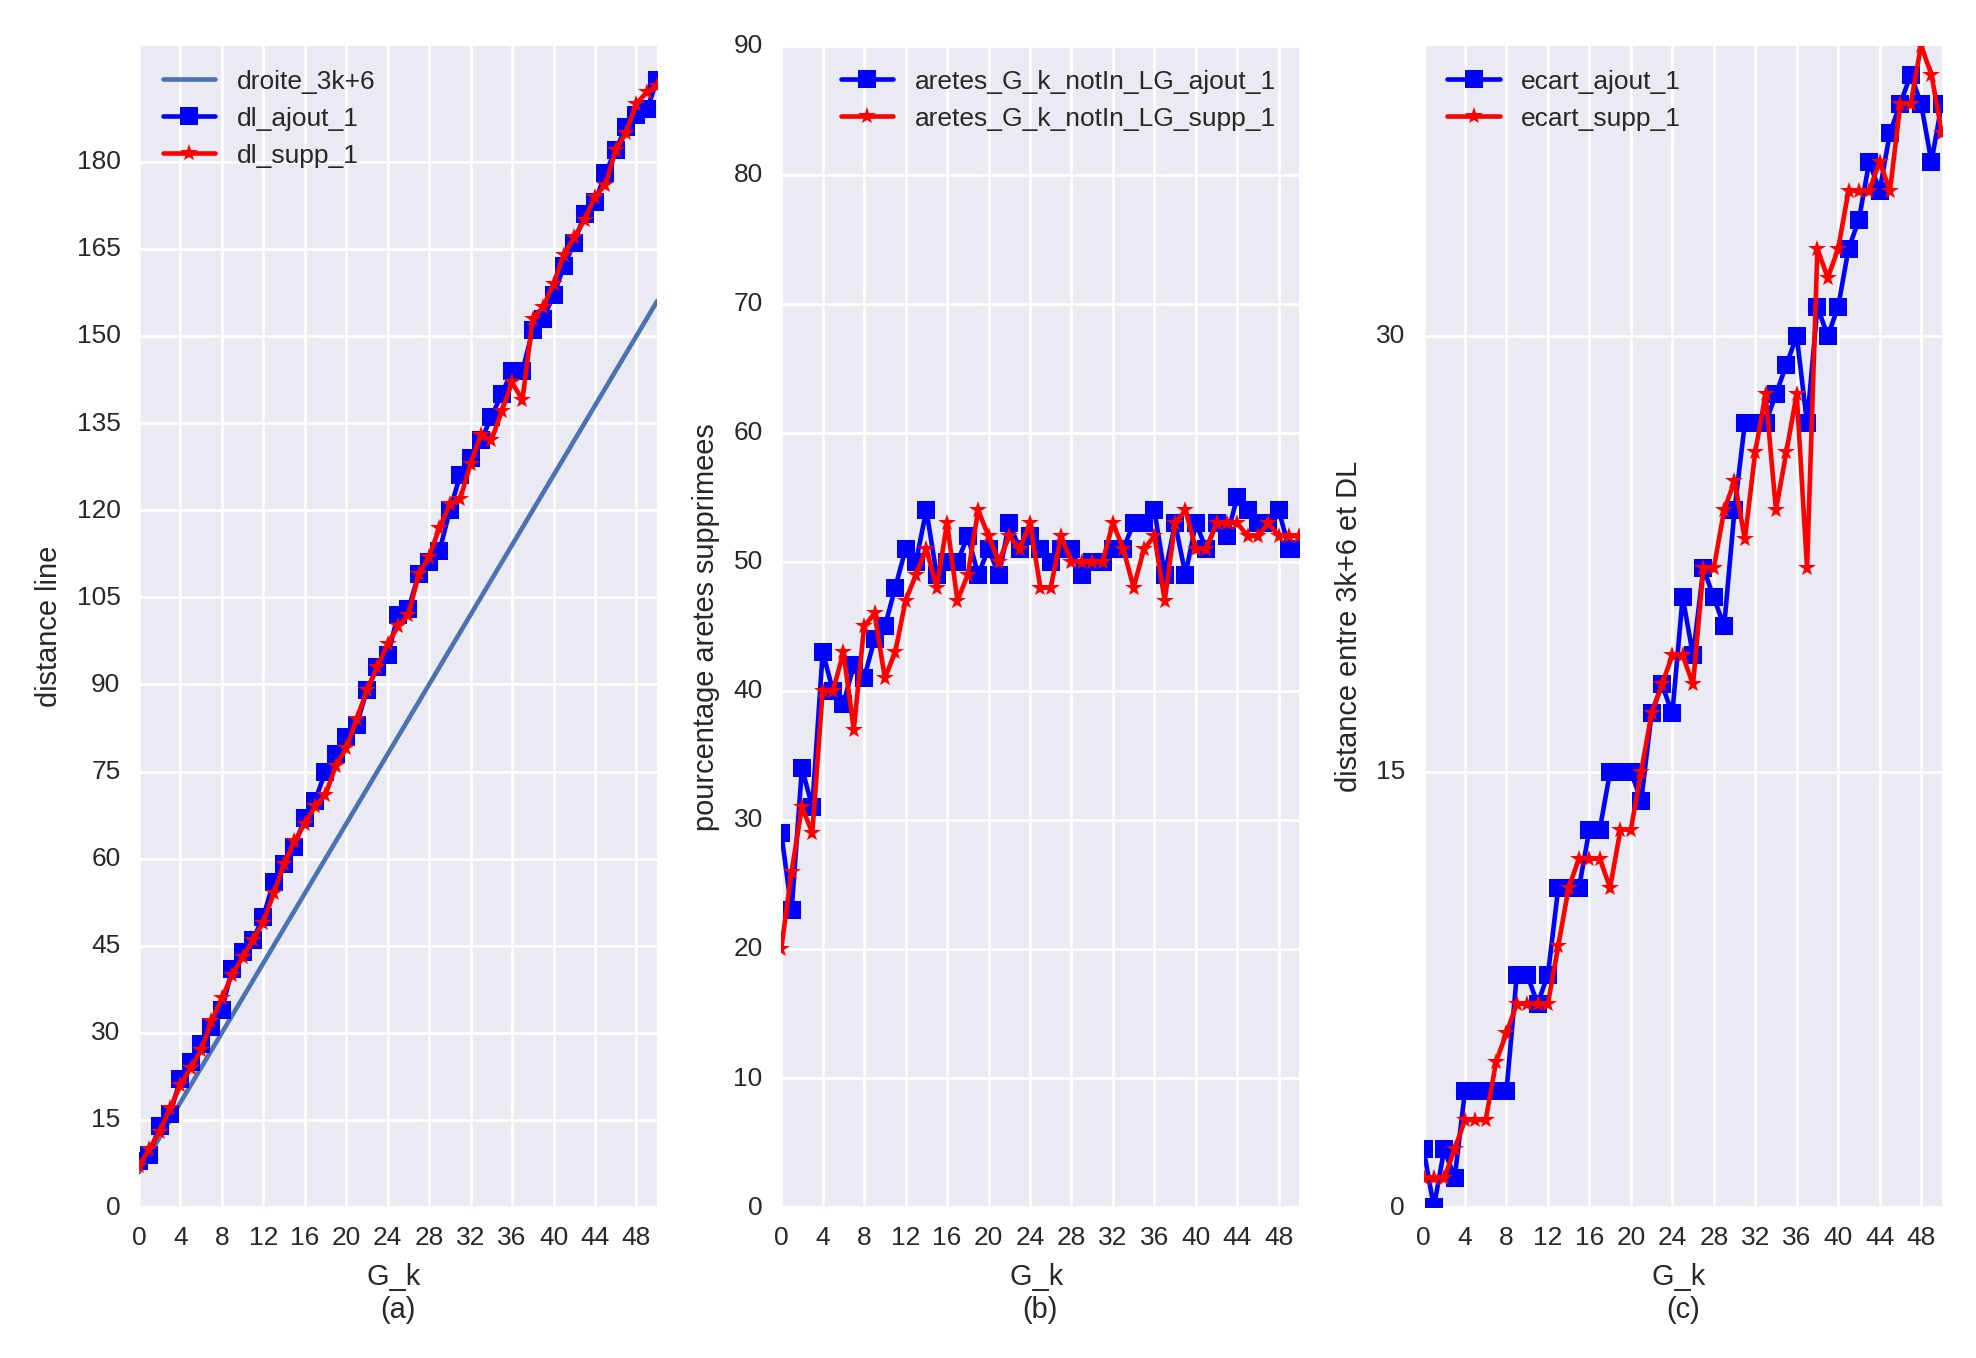 droite_3k+6
dl_ajout_1
dl_supp_1
distance line
180
165
150
135
120
105
90
75
60
45
30
15
0
0 4 8 12 16 20 24 28 32 36 40 44 48
G_k
(a)
aretes_G_k_notIn_LG_ajout_1
aretes_G_k_notIn_LG_supp_1
pourcentage aretes supprimees
90
80
70
60
50
40
30
20
10
0
0 4 8 12 16 20 24 28 32 36 40 44 48
G_k
(b)
ecart_ajout_1
ecart_supp_1
distance entre 3k+6 et DL
30
15
0
0 4 8 12 16 20 24 28 32 36 40 44 48
G_k
(c)